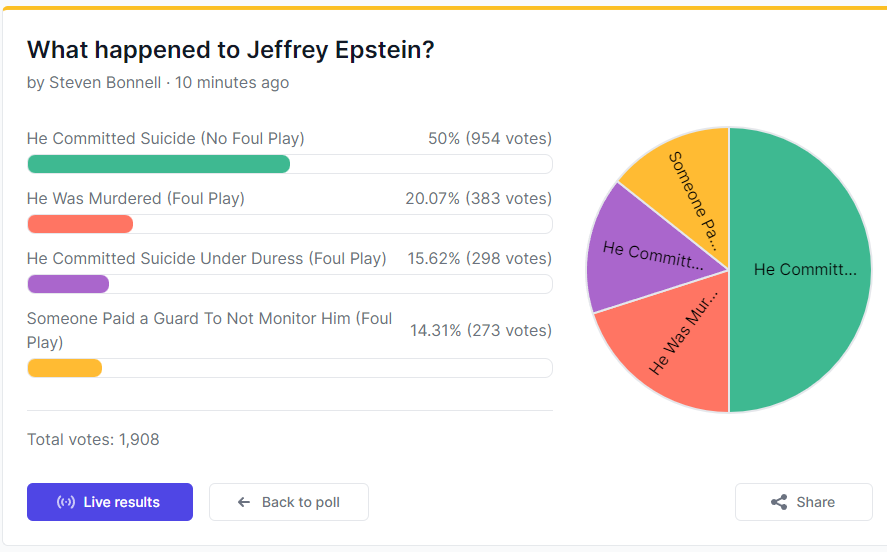 What happened to Jeffrey Epstein?
by Steven Bonnell · 10 minutes ago
He Committed Suicide (No Foul Play) 50% (954 votes)
He Was Murdered (Foul Play) 20.07% (383 votes)
He Committed Suicide Under Duress (Foul Play) 15.62% (298 votes)
Someone Paid a Guard To Not Monitor Him (Foul
Play) 14.31% (273 votes)
Total votes: 1,908
Live results
Back to poll
Share
Someone Pa...
He Committ...
He Committ...
He Was Mur...